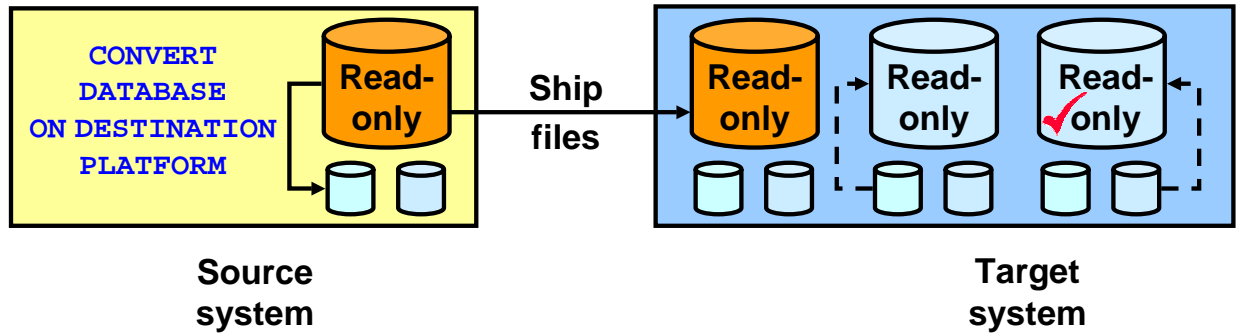 CONVERT
DATABASE
ON DESTINATION
PLATFORM
Read-
only
Ship
files
Read-
only
Read-
only
Read-
only
Source
system
Target
system